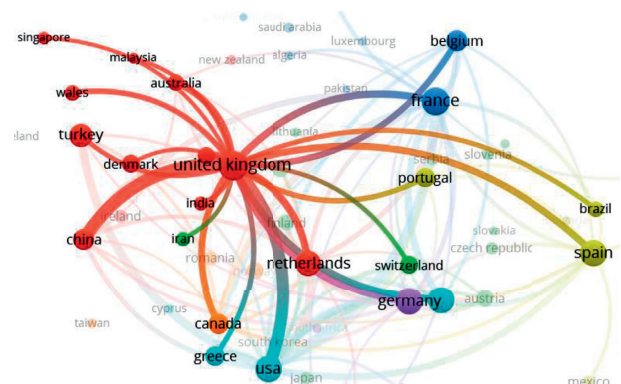 singapore
saudi arabia
luxembourg
belgium
malaysia
new zealand
algeria
wales
australia
pakistan
france
eland
turkey
lithuania
denmark
united kingdom
serbia
slovenia
portugal
india
ireland
finland
brazil
china
iran
slovakia
romania
netherlands
switzerland
czech republic
spain
cyprus
germany
austria
taiwan
canada
south korea
greece
usa
japan
mexico